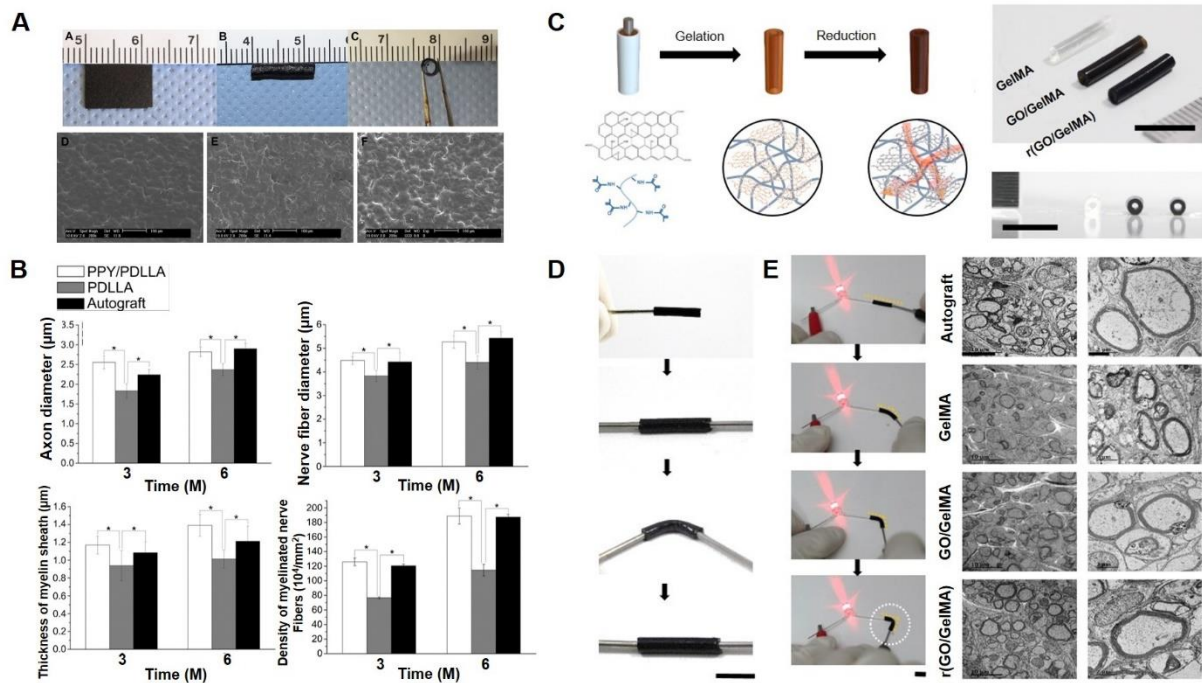 A
A
5
6
7
B
4
5
C
7
8
9
D
E
F
B
PPY/PDLLA
PDLLA
Autograft
Axon diameter (µm)
3.5
3.0
2.5
2.0
1.5
1.0
0.5
0.0
* * * *
3 6
Time (M)
Nerve fiber diameter (µm)
6
5
4
3
2
1
0
* * * *
3 6
Time (M)
Thickness of myelin sheath (µm)
1.6
1.4
1.2
1.0
0.8
0.6
0.4
0.2
0.0
* * * *
3 6
Time (M)
Density of myelinated nerve
Fibers (10⁴/mm²)
200
180
160
140
120
100
80
60
40
20
0
* * * *
3 6
Time (M)
C
Gelation
Reduction
GelMA
GO/GelMA
r(GO/GelMA)
D
E
Autograft
GelMA
GO/GelMA
r(GO/GelMA)